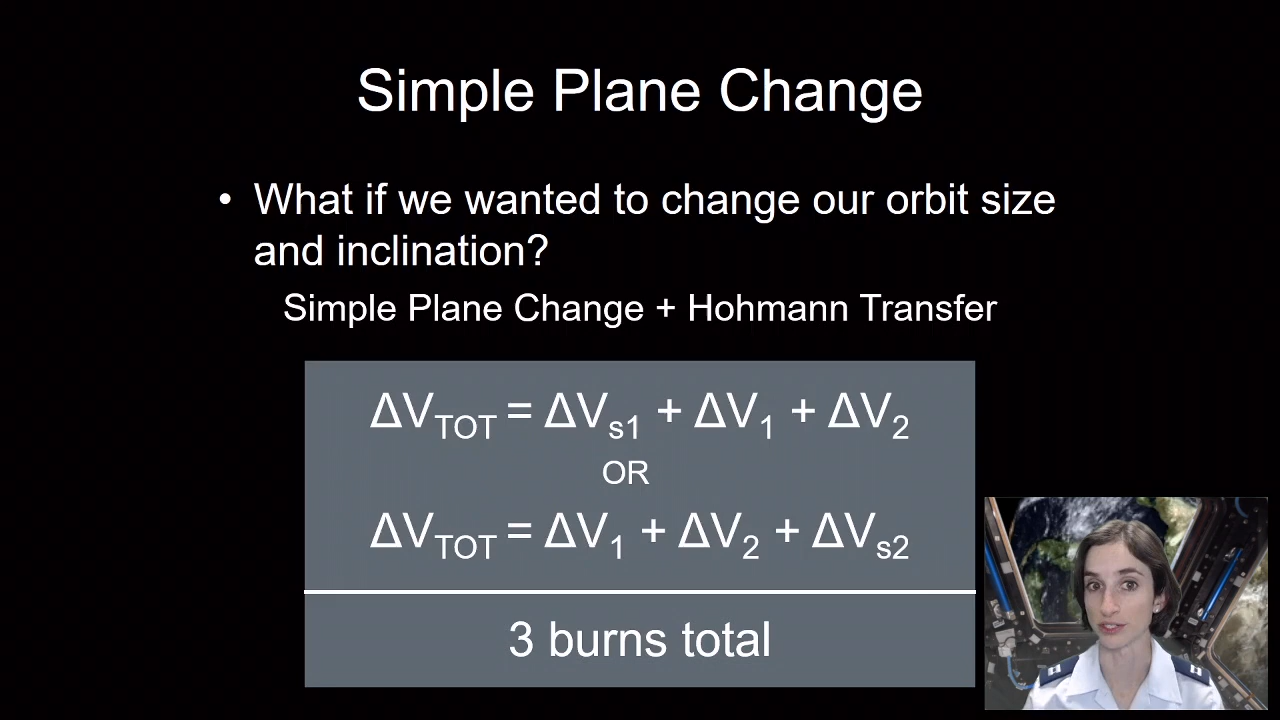 Simple Plane Change
• What if we wanted to change our orbit size
and inclination?
Simple Plane Change + Hohmann Transfer
ΔV_TOT = ΔV_s1 + ΔV_1 + ΔV_2
OR
ΔV_TOT = ΔV_1 + ΔV_2 + ΔV_s2
3 burns total